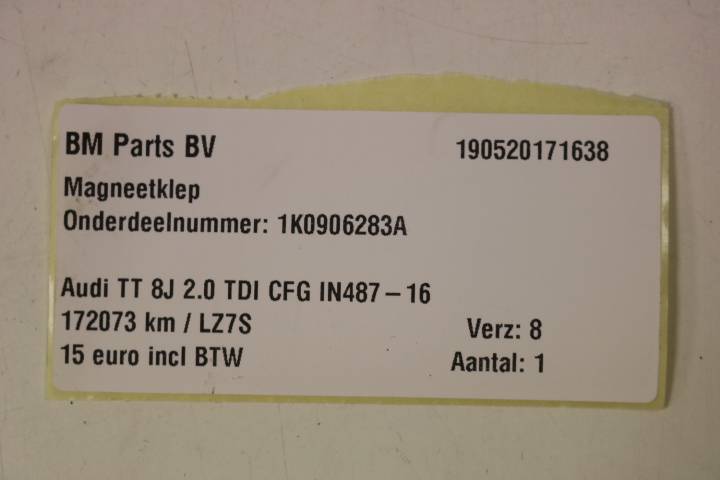 BM Parts BV 190520171638
Magneetklep
Onderdeelnummer: 1K0906283A
Audi TT 8J 2.0 TDI CFG IN487-16
172073 km / LZ7S Verz: 8
15 euro incl BTW Aantal: 1